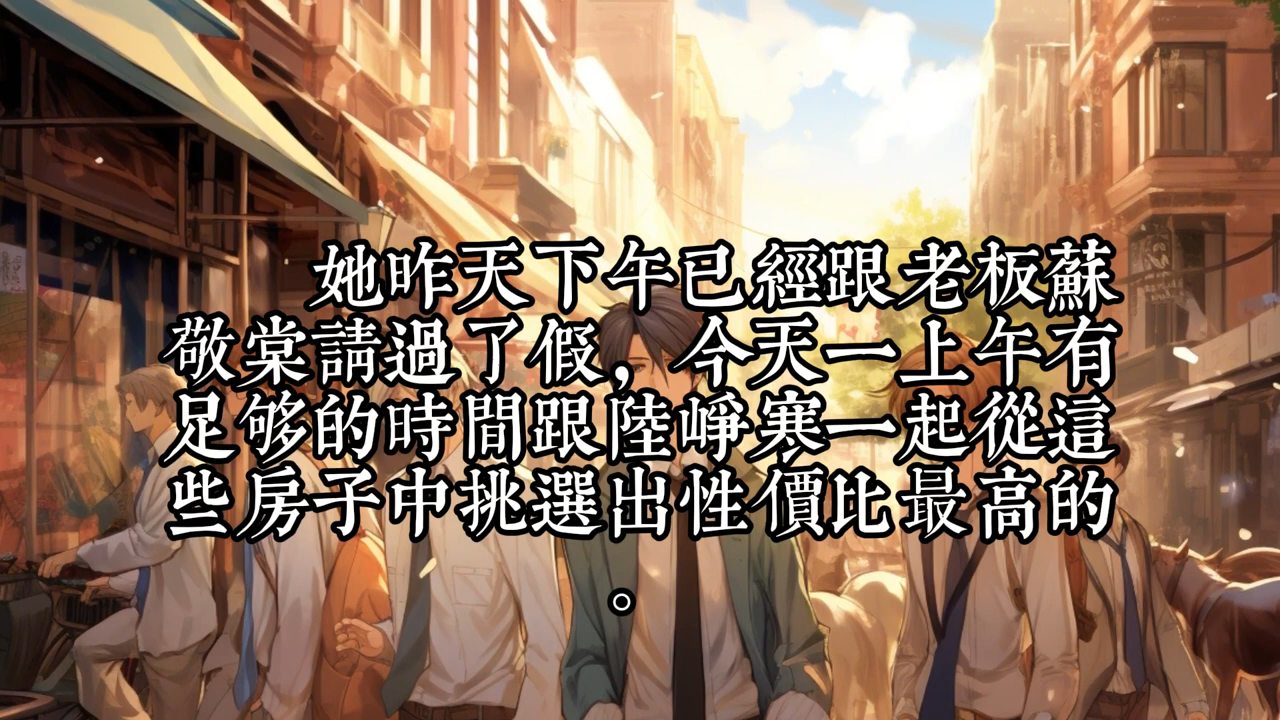 她昨天下午已經跟老板蘇
敬棠請過了假，今天一上午有
足够的時間跟陸崢寒一起從這
些房子中挑選出性價比最高的
。